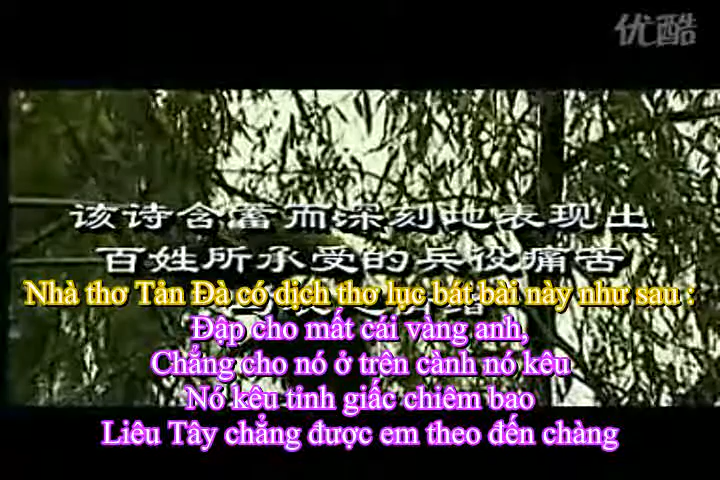 优酷
该诗含蓄而深刻地表现出
百姓所承受的兵役痛苦
Nhà thơ Tản Đà có dịch thơ lục bát bài này như sau :
Đập cho mất cái vàng anh,
Chẳng cho nó ở trên cành nó kêu
Nó kêu tỉnh giấc chiêm bao
Liêu Tây chẳng được em theo đến chàng